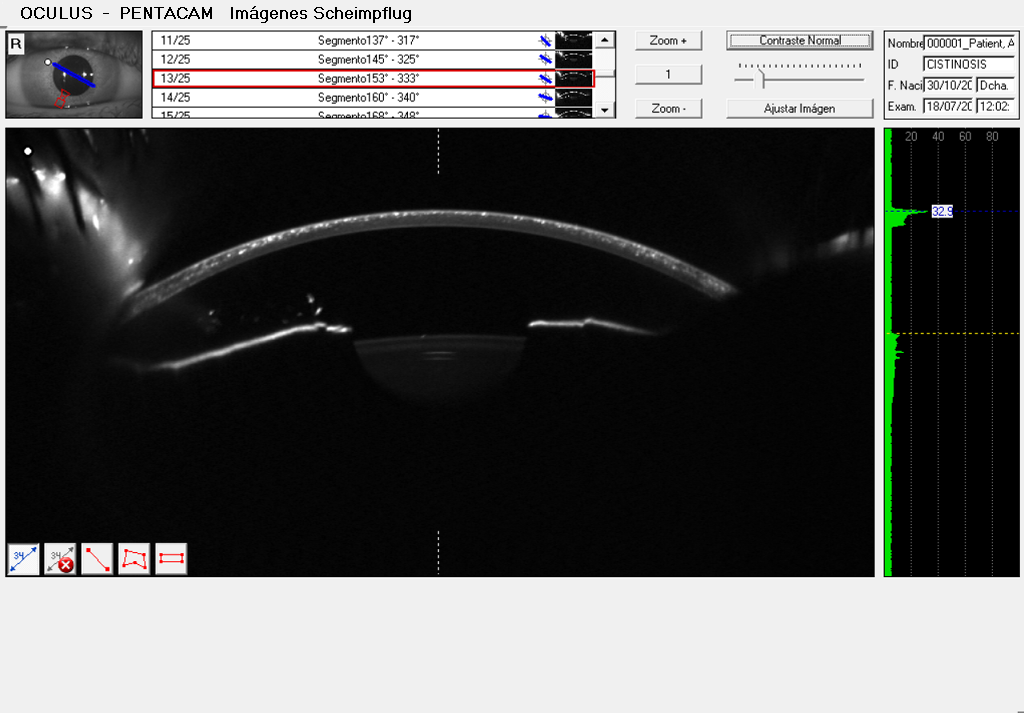 OCULUS - PENTACAM Imágenes Scheimpflug
R
11/25 Segmento137° - 317°
12/25 Segmento145° - 325°
13/25 Segmento153° - 333°
14/25 Segmento160° - 340°
15/25 Segmento168° - 348°
Zoom +
1
Zoom -
Contraste Normal
Ajustar Imágen
Nombre 000001_Patient, A
ID CISTINOSIS
F. Naci 30/10/20 Dcha.
Exam. 18/07/20 12:02:
20 40 60 80
32.9
34
34